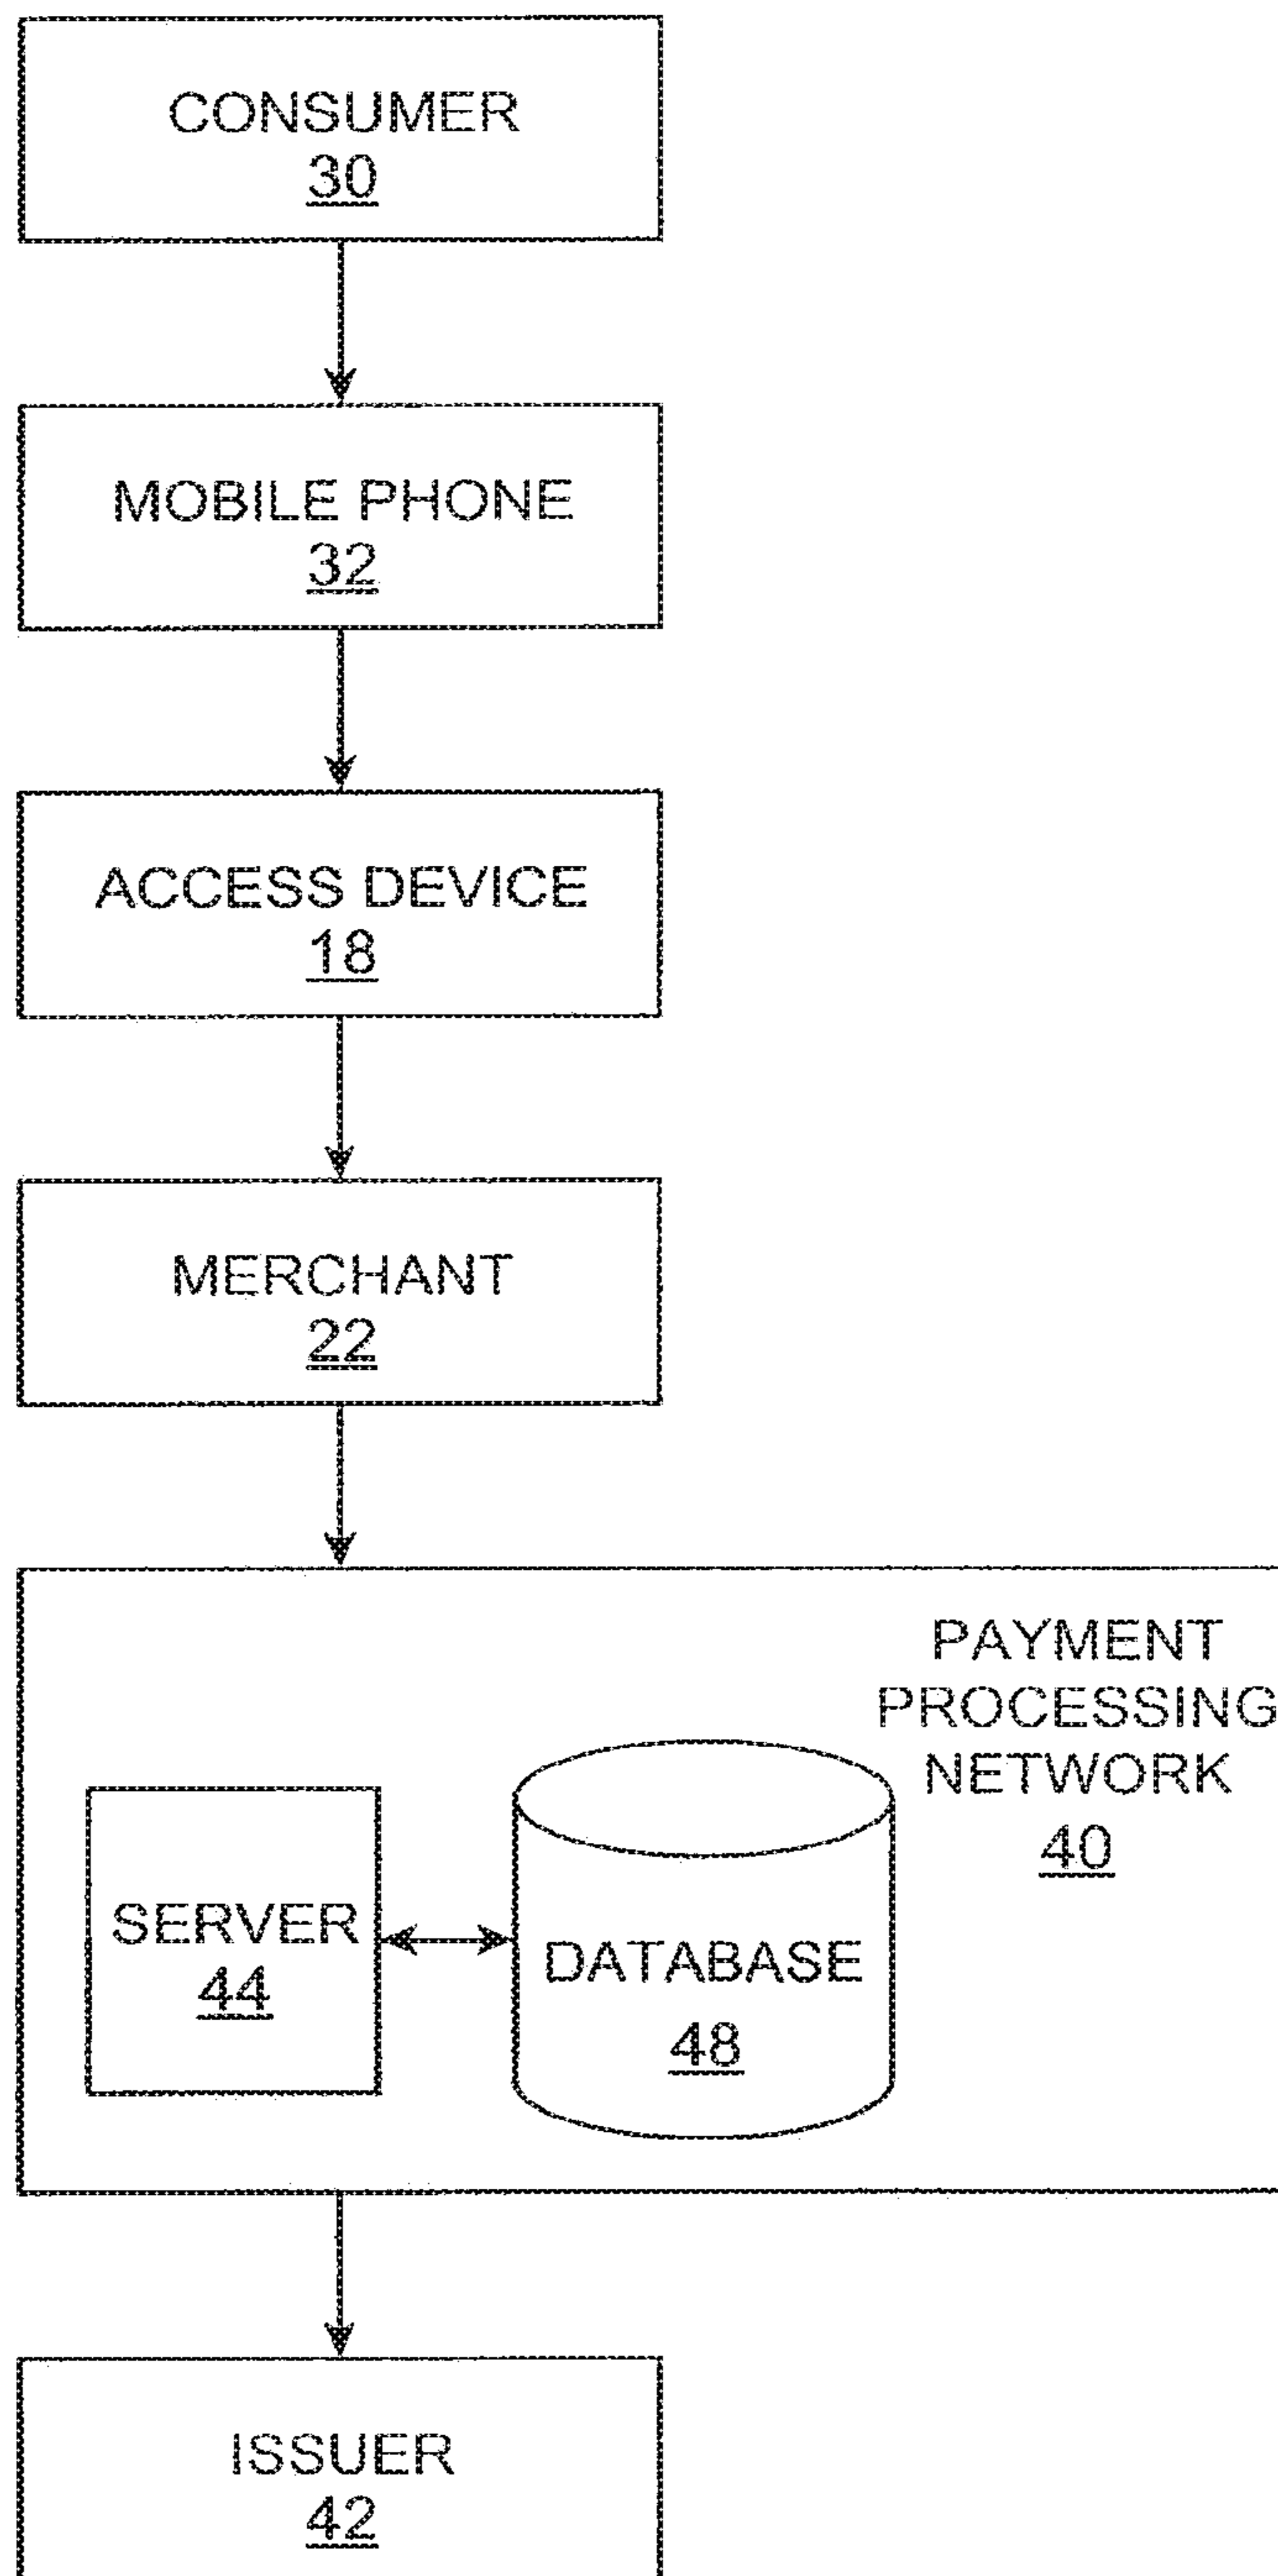 CONSUMER
30
MOBILE PHONE
32
ACCESS DEVICE
18
MERCHANT
22
PAYMENT
PROCESSING
NETWORK
40
SERVER
44
DATABASE
48
ISSUER
42